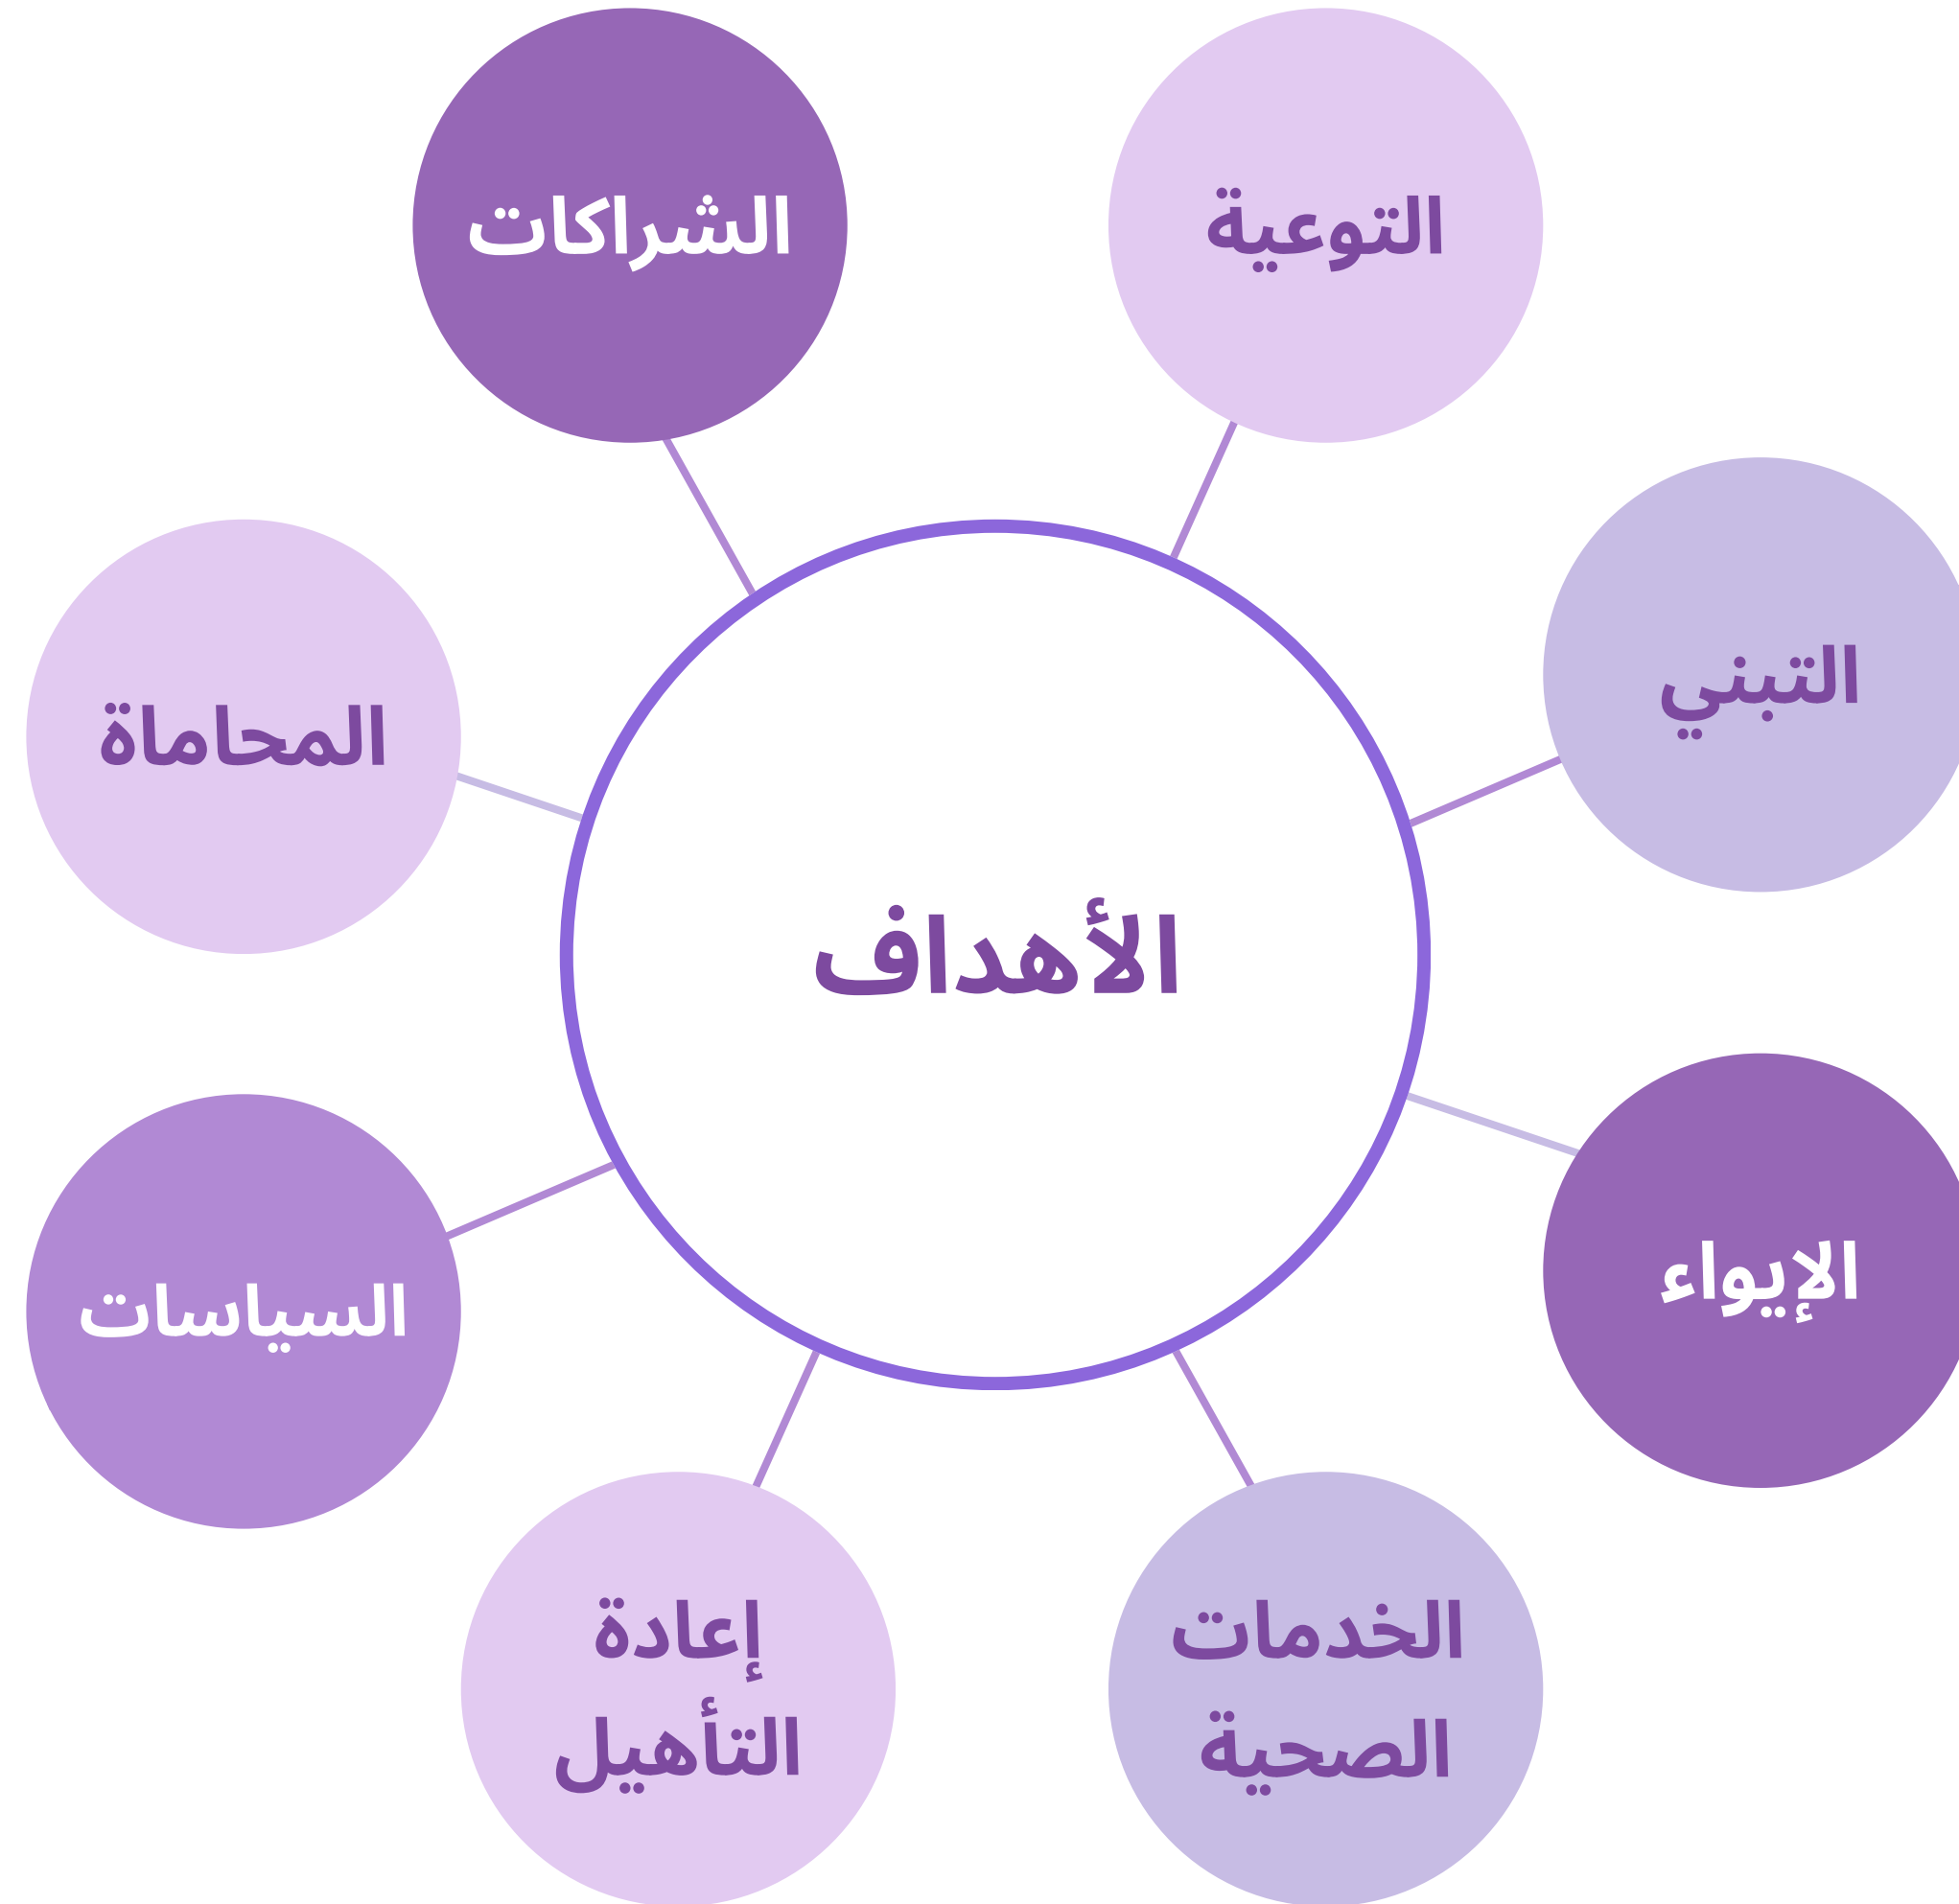 التوعية
الشراكات
التبني
المحاماة
الأهداف
الإيواء
السياسات
الخدمات
الصحية
إعادة
التأهيل